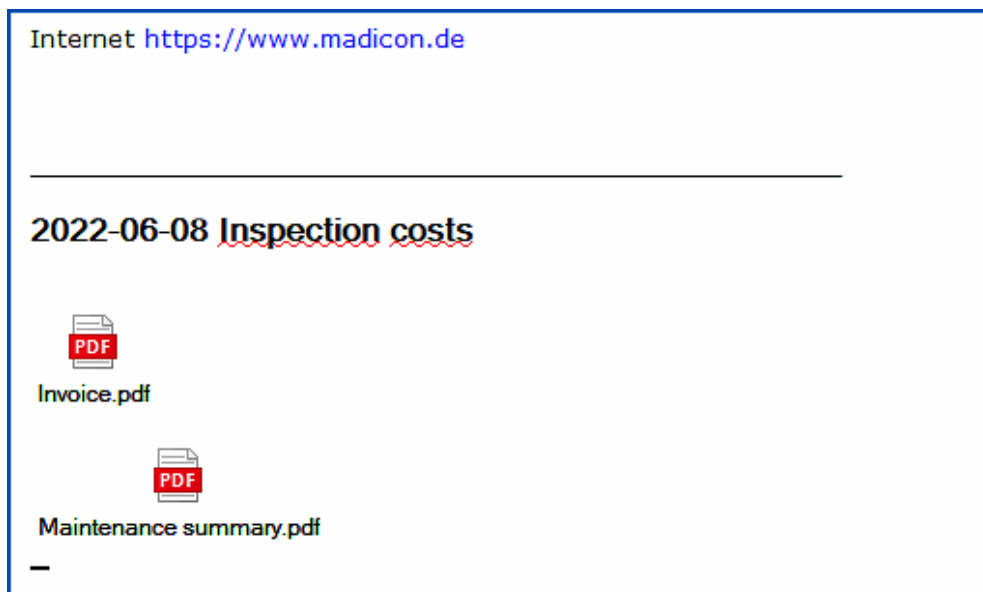 Internet https://www.madicon.de
2022-06-08 Inspection costs
PDF
Invoice.pdf
PDF
Maintenance summary.pdf